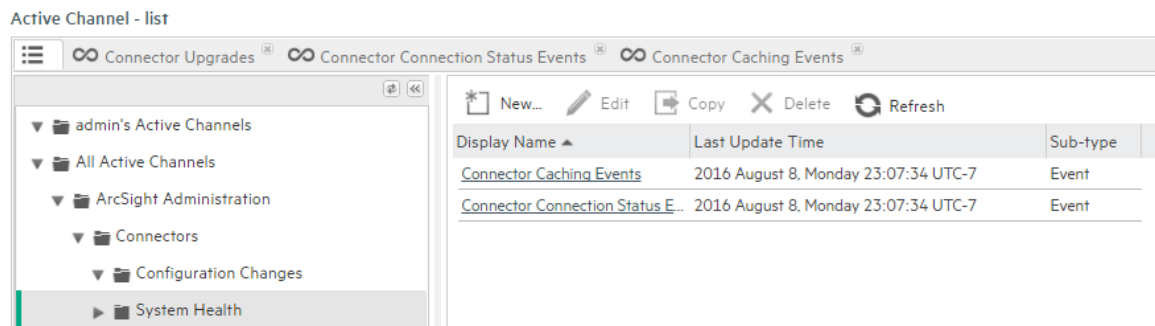 Active Channel - list
Connector Upgrades Connector Connection Status Events Connector Caching Events
New... Edit Copy Delete Refresh
admin's Active Channels
All Active Channels
ArcSight Administration
Connectors
Configuration Changes
System Health
Display Name Last Update Time Sub-type
Connector Caching Events 2016 August 8, Monday 23:07:34 UTC-7 Event
Connector Connection Status E... 2016 August 8, Monday 23:07:34 UTC-7 Event